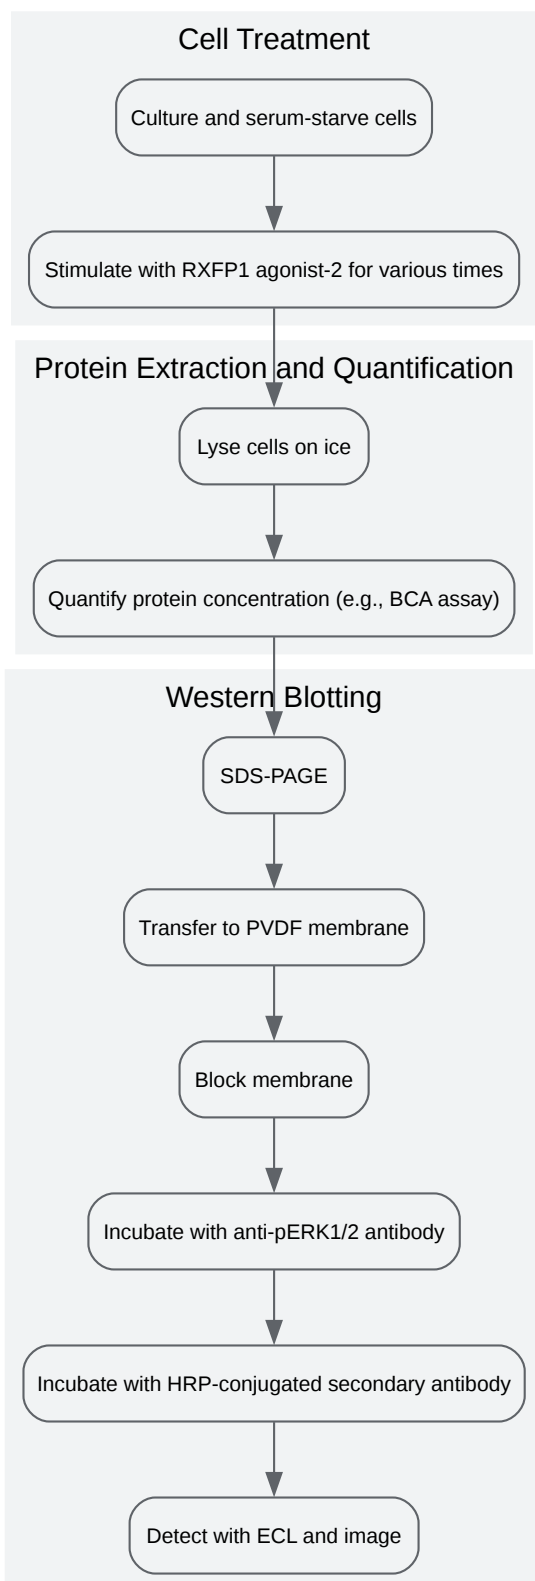 Cell Treatment
Culture and serum-starve cells
Stimulate with RXFP1 agonist-2 for various times
Protein Extraction and Quantification
Lyse cells on ice
Quantify protein concentration (e.g., BCA assay)
Western Blotting
SDS-PAGE
Transfer to PVDF membrane
Block membrane
Incubate with anti-pERK1/2 antibody
Incubate with HRP-conjugated secondary antibody
Detect with ECL and image